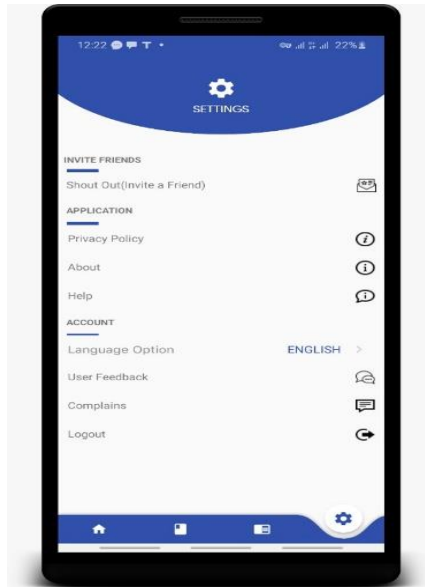 12:22 T • 22%
SETTINGS
INVITE FRIENDS
Shout Out(Invite a Friend)
APPLICATION
Privacy Policy
About
Help
ACCOUNT
Language Option ENGLISH >
User Feedback
Complains
Logout